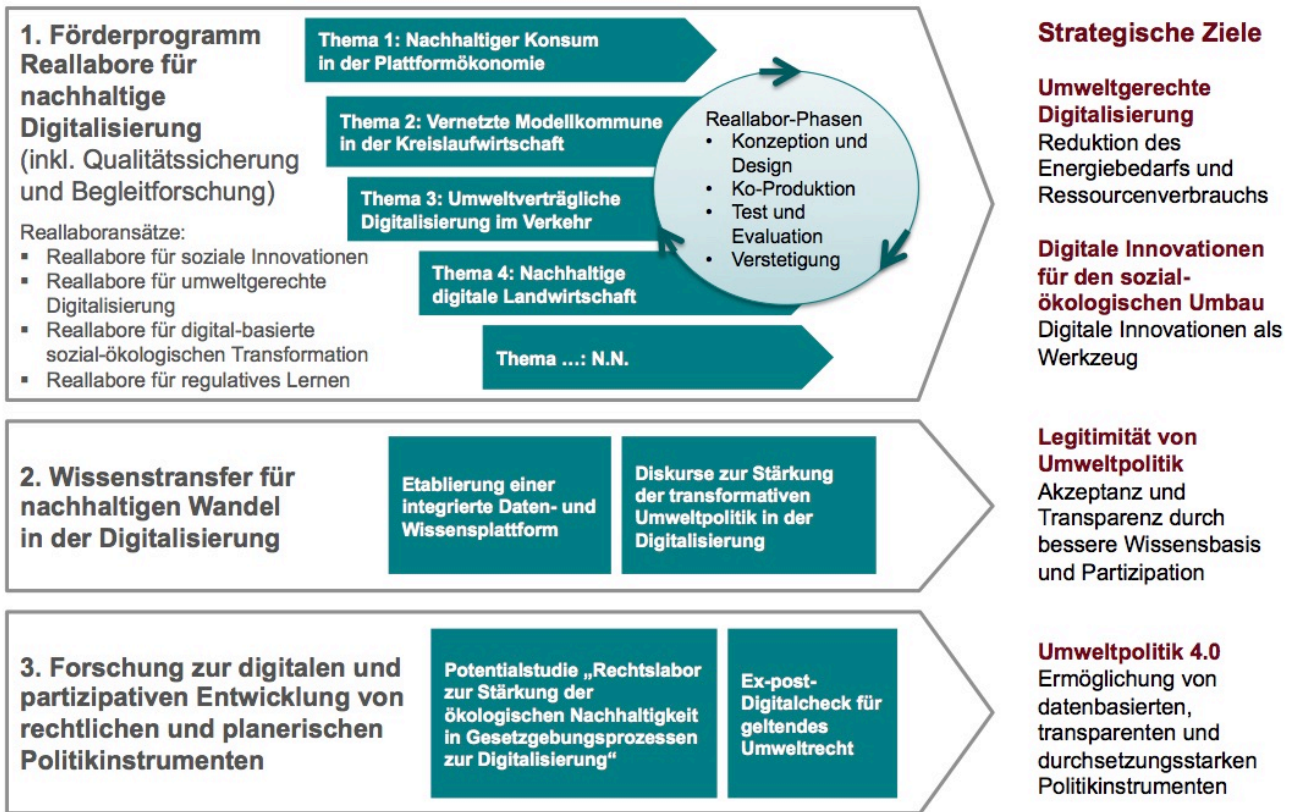 1. Förderprogramm
Reallabore für
nachhaltige
Digitalisierung
(inkl. Qualitätssicherung
und Begleitforschung)
Reallaboransätze:
▪ Reallabore für soziale Innovationen
▪ Reallabore für umweltgerechte
Digitalisierung
▪ Reallabore für digital-basierte
sozial-ökologischen Transformation
▪ Reallabore für regulatives Lernen
Thema 1: Nachhaltiger Konsum
in der Plattformökonomie
Thema 2: Vernetzte Modellkommune
in der Kreislaufwirtschaft
Thema 3: Umweltverträgliche
Digitalisierung im Verkehr
Thema 4: Nachhaltige
digitale Landwirtschaft
Thema ...: N.N.
Reallabor-Phasen
• Konzeption und
Design
• Ko-Produktion
• Test und
Evaluation
• Verstetigung
Strategische Ziele
Umweltgerechte
Digitalisierung
Reduktion des
Energiebedarfs und
Ressourcenverbrauchs
Digitale Innovationen
für den sozial-
ökologischen Umbau
Digitale Innovationen als
Werkzeug
2. Wissenstransfer für
nachhaltigen Wandel
in der Digitalisierung
Etablierung einer
integrierte Daten- und
Wissensplattform
Diskurse zur Stärkung
der transformativen
Umweltpolitik in der
Digitalisierung
Legitimität von
Umweltpolitik
Akzeptanz und
Transparenz durch
bessere Wissensbasis
und Partizipation
3. Forschung zur digitalen und
partizipativen Entwicklung von
rechtlichen und planerischen
Politikinstrumenten
Potentialstudie „Rechtslabor
zur Stärkung der
ökologischen Nachhaltigkeit
in Gesetzgebungsprozessen
zur Digitalisierung“
Ex-post-
Digitalcheck für
geltendes
Umweltrecht
Umweltpolitik 4.0
Ermöglichung von
datenbasierten,
transparenten und
durchsetzungsstarken
Politikinstrumenten